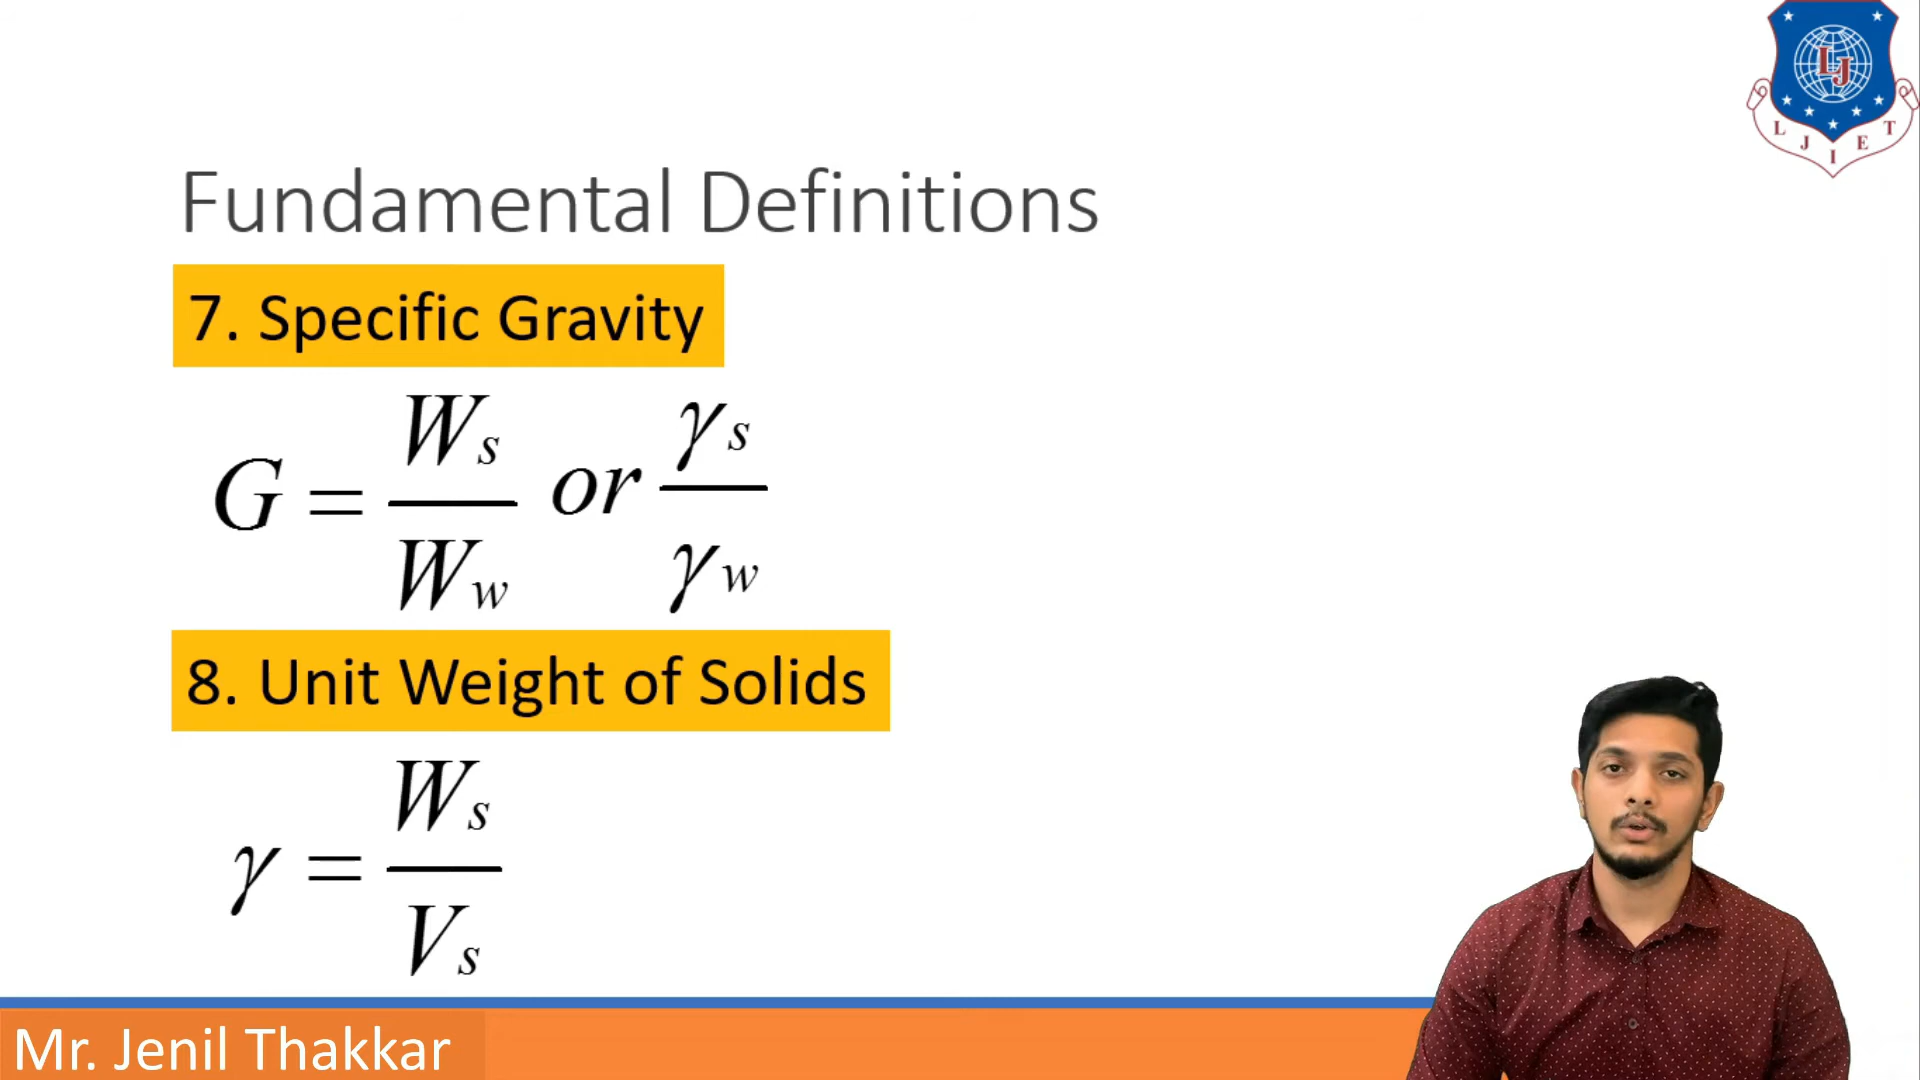 LJ
L J I E T
Fundamental Definitions
7. Specific Gravity
G = Ws / Ww or γs / γw
8. Unit Weight of Solids
γ = Ws / Vs
Mr. Jenil Thakkar